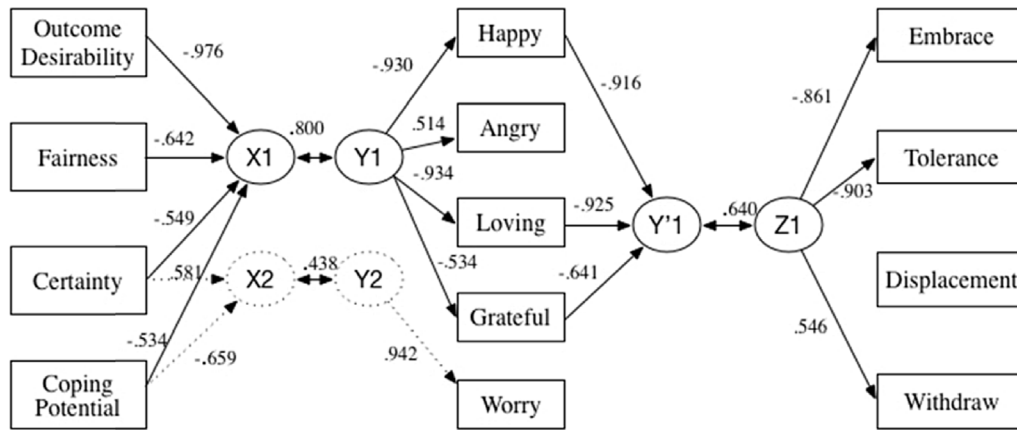 Outcome
Desirability
Fairness
Certainty
Coping
Potential
-.976
-.642
-.549
.581
-.534
-.659
X1
.800
Y1
X2
.438
Y2
-.930
.514
-.934
-.534
.942
Happy
Angry
Loving
Grateful
Worry
-.916
-.925
-.641
Y'1
.640
Z1
-.861
-.903
.546
Embrace
Tolerance
Displacement
Withdraw